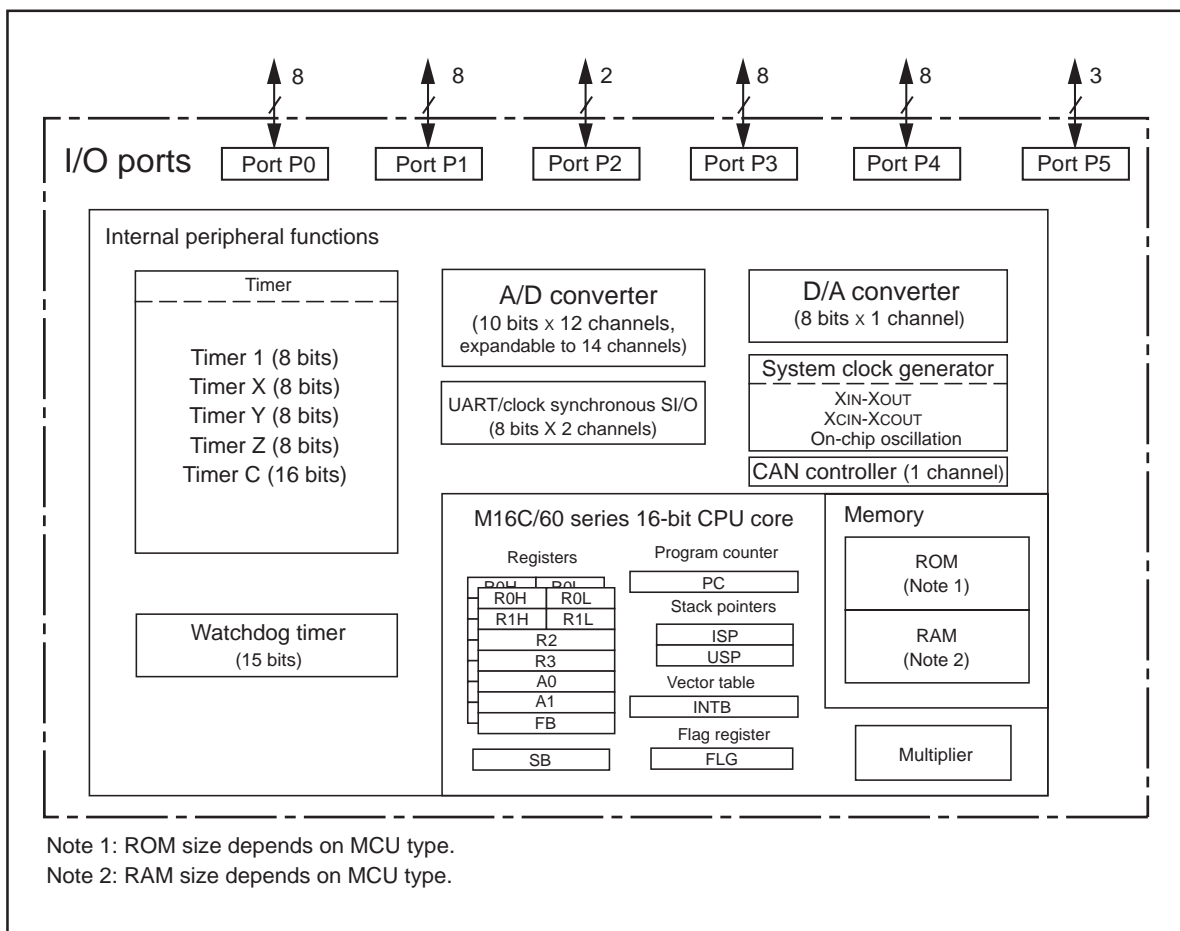 8
8
2
8
8
3
I/O ports
Port P0
Port P1
Port P2
Port P3
Port P4
Port P5
Internal peripheral functions
Timer
Timer 1 (8 bits)
Timer X (8 bits)
Timer Y (8 bits)
Timer Z (8 bits)
Timer C (16 bits)
Watchdog timer
(15 bits)
A/D converter
(10 bits x 12 channels,
expandable to 14 channels)
UART/clock synchronous SI/O
(8 bits X 2 channels)
D/A converter
(8 bits x 1 channel)
System clock generator
XIN-XOUT
XCIN-XCOUT
On-chip oscillation
CAN controller (1 channel)
M16C/60 series 16-bit CPU core
Registers
R0H R0L
R0H R0L
R1H R1L
R2
R3
A0
A1
FB
SB
Program counter
PC
Stack pointers
ISP
USP
Vector table
INTB
Flag register
FLG
Memory
ROM
(Note 1)
RAM
(Note 2)
Multiplier
Note 1: ROM size depends on MCU type.
Note 2: RAM size depends on MCU type.